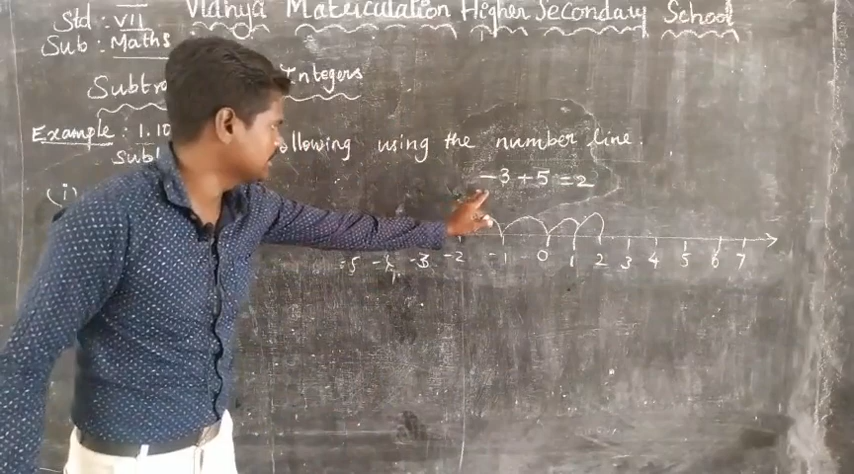 Std : VII Vidhya Matriculation Higher Secondary School
Sub : Maths
Integers
Example : 1.10 following using the number line.
(i) -3 + 5 = 2
-5 -4 -3 -2 -1 0 1 2 3 4 5 6 7